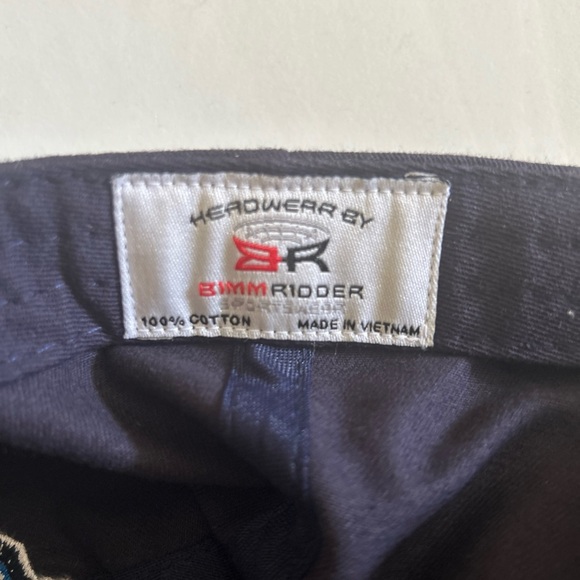 HEADWEAR BY
BR
BIMM RIDDER
SPORTSWEAR
100% COTTON MADE IN VIETNAM